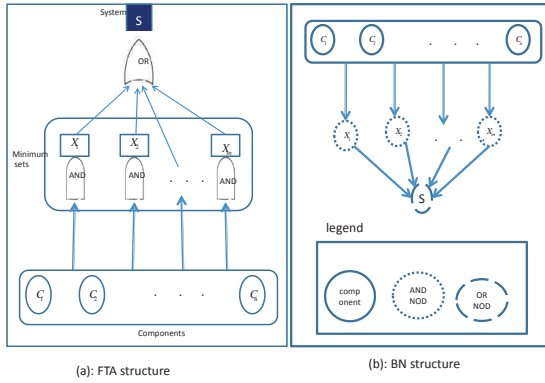 System
S
OR
X1 X2 Xm
Minimum
sets
AND AND . . . AND
C1 C2 . . . Cn
Components
(a): FTA structure
C1 C2 . . . Cn
X1 X2 . . Xm
S
legend
comp
onent
AND
NOD
OR
NOD
(b): BN structure